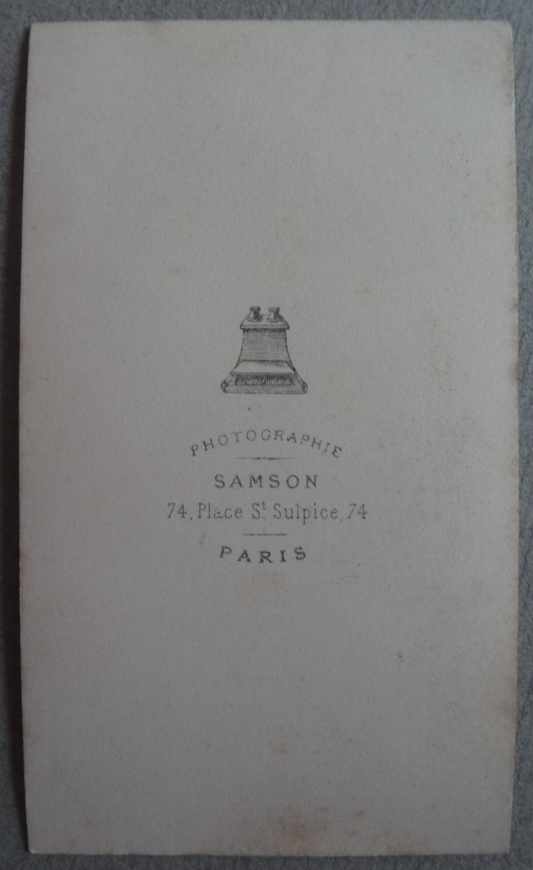 PHOTOGRAPHIE
SAMSON
74, Place St Sulpice, 74
PARIS